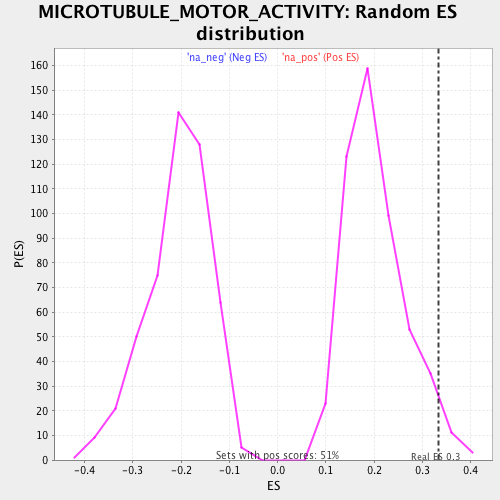 MICROTUBULE_MOTOR_ACTIVITY: Random ES
distribution
'na_neg' (Neg ES) 'na_pos' (Pos ES)
160
150
140
130
120
110
100
90
80
70
60
50
40
30
20
10
0
P(ES)
Sets with pos scores: 51%
Real ES 0.3
-0.4 -0.3 -0.2 -0.1 0.0 0.1 0.2 0.3 0.4
ES